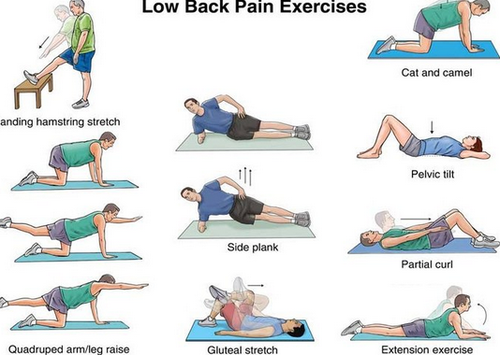 Low Back Pain Exercises
Cat and camel
anding hamstring stretch
Pelvic tilt
Side plank
Partial curl
Quadruped arm/leg raise
Gluteal stretch
Extension exercise